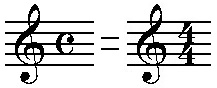 𝄞 𝄴 = 𝄞 4/4